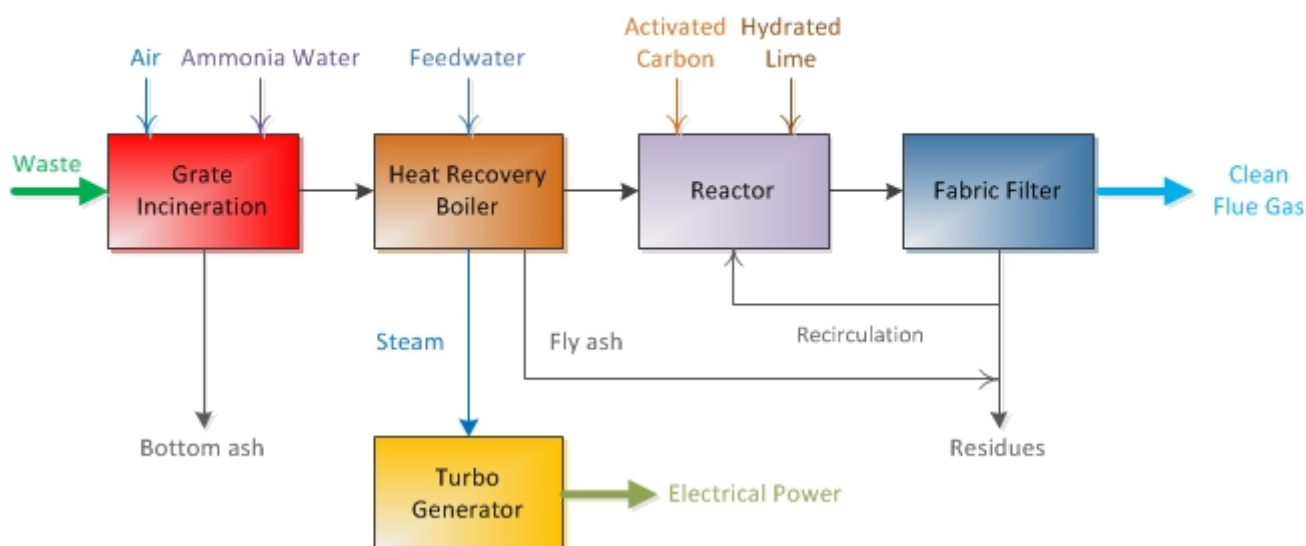 Activated
Carbon
Hydrated
Lime
Air
Ammonia Water
Feedwater
Waste
Grate
Incineration
Heat Recovery
Boiler
Reactor
Fabric Filter
Clean
Flue Gas
Steam
Fly ash
Recirculation
Bottom ash
Residues
Turbo
Generator
Electrical Power